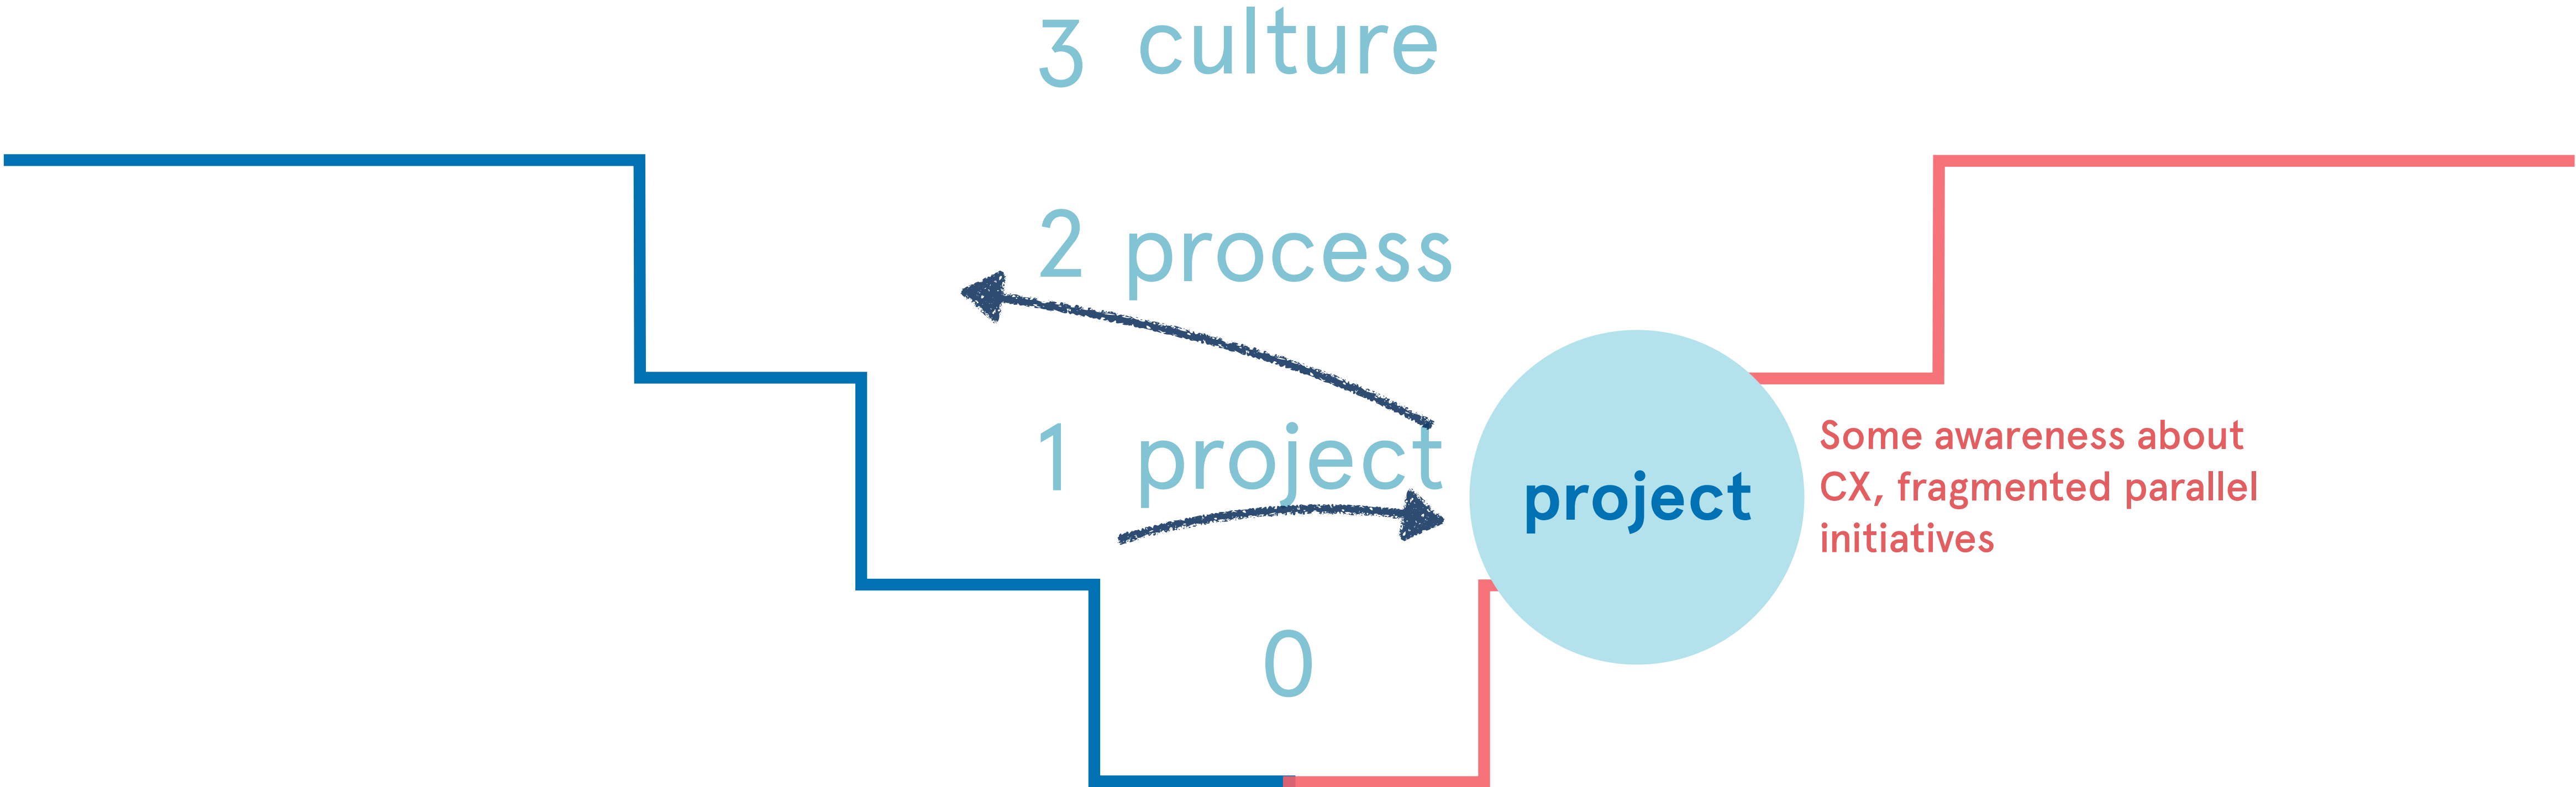 3 culture
2 process
1 project
project
Some awareness about
CX, fragmented parallel
initiatives
0